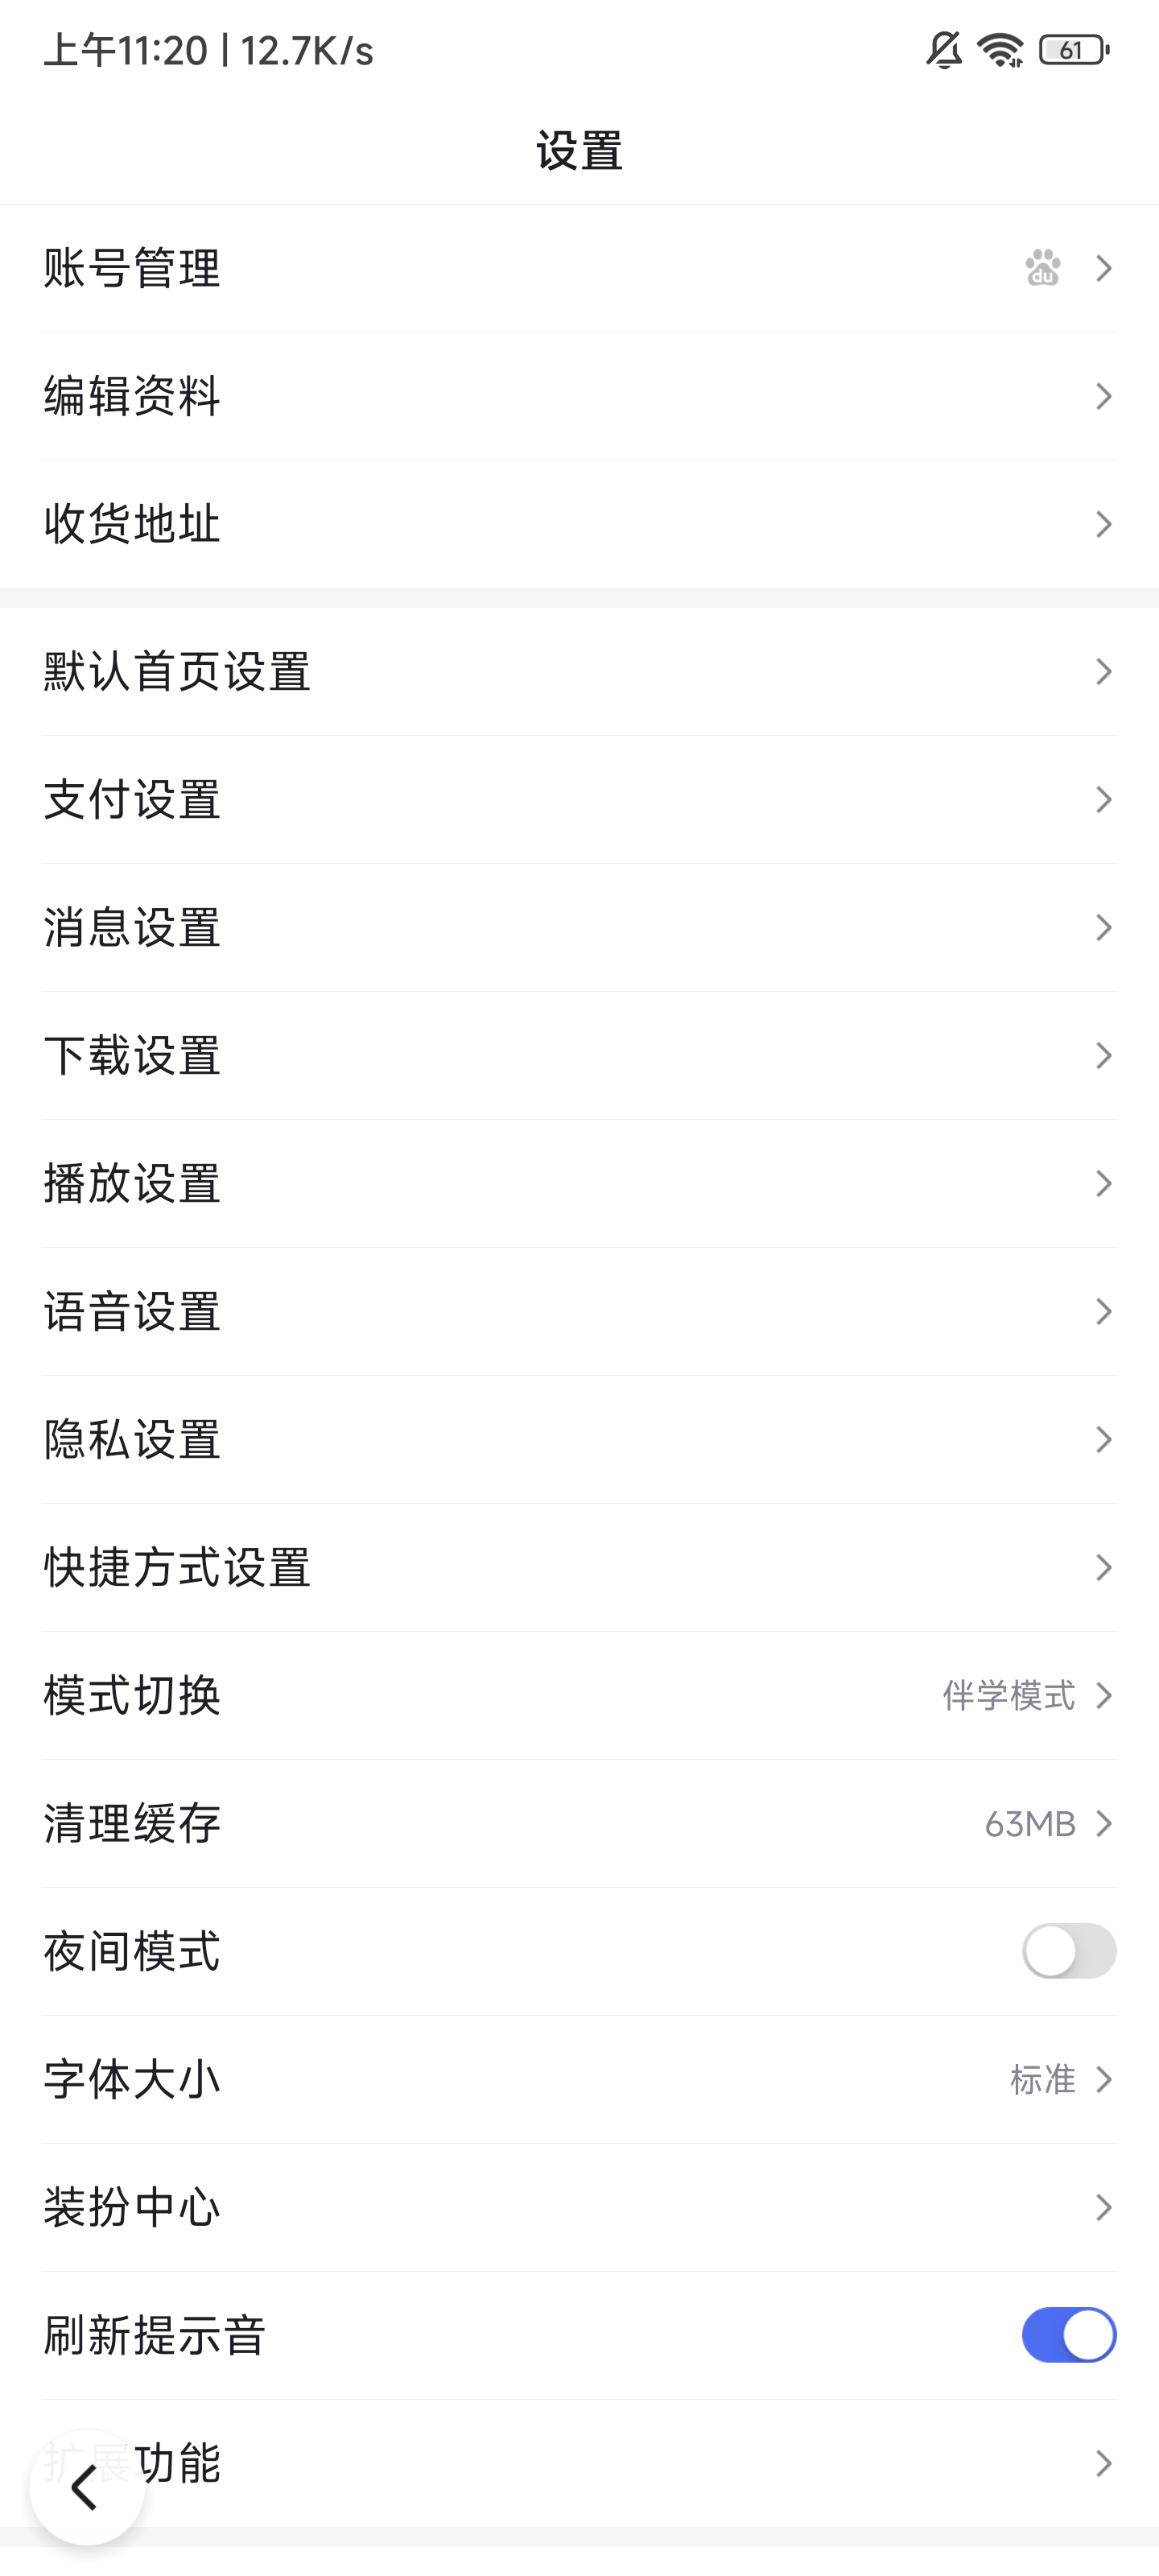 上午11:20 | 12.7K/s
61
设置
账号管理
du
编辑资料
收货地址
默认首页设置
支付设置
消息设置
下载设置
播放设置
语音设置
隐私设置
快捷方式设置
模式切换 伴学模式
清理缓存 63MB
夜间模式
字体大小 标准
装扮中心
刷新提示音
扩展功能